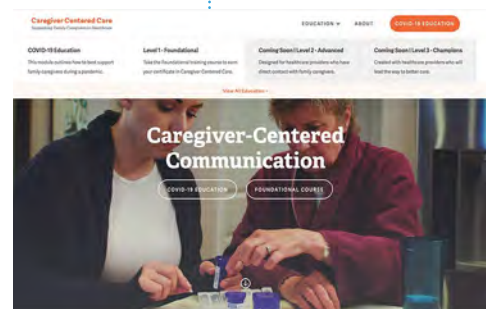 Caregiver Centered Care
Supporting Family Caregivers in Healthcare
EDUCATION
ABOUT
COVID-19 EDUCATION
COVID-19 Education
This module outlines how to best support
family caregivers during a pandemic.
Level 1 - Foundational
Take the foundational training course to earn
your certificate in Caregiver Centered Care.
Coming Soon | Level 2 - Advanced
Designed for healthcare providers who have
direct contact with family caregivers.
Coming Soon | Level 3 - Champions
Created with healthcare providers who will
lead the way to better care.
View All Education
Caregiver-Centered
Communication
COVID-19 EDUCATION
FOUNDATIONAL COURSE